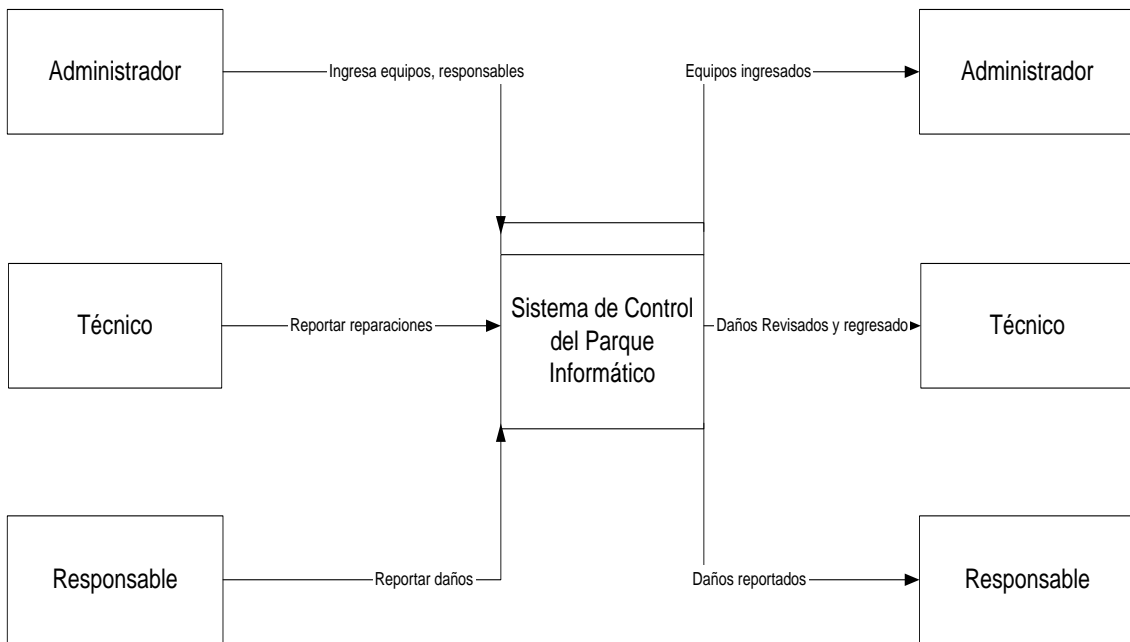 Administrador
Ingresa equipos, responsables
Equipos ingresados
Administrador
Técnico
Reportar reparaciones
Sistema de Control
del Parque
Informático
Daños Revisados y regresado
Técnico
Responsable
Reportar daños
Daños reportados
Responsable